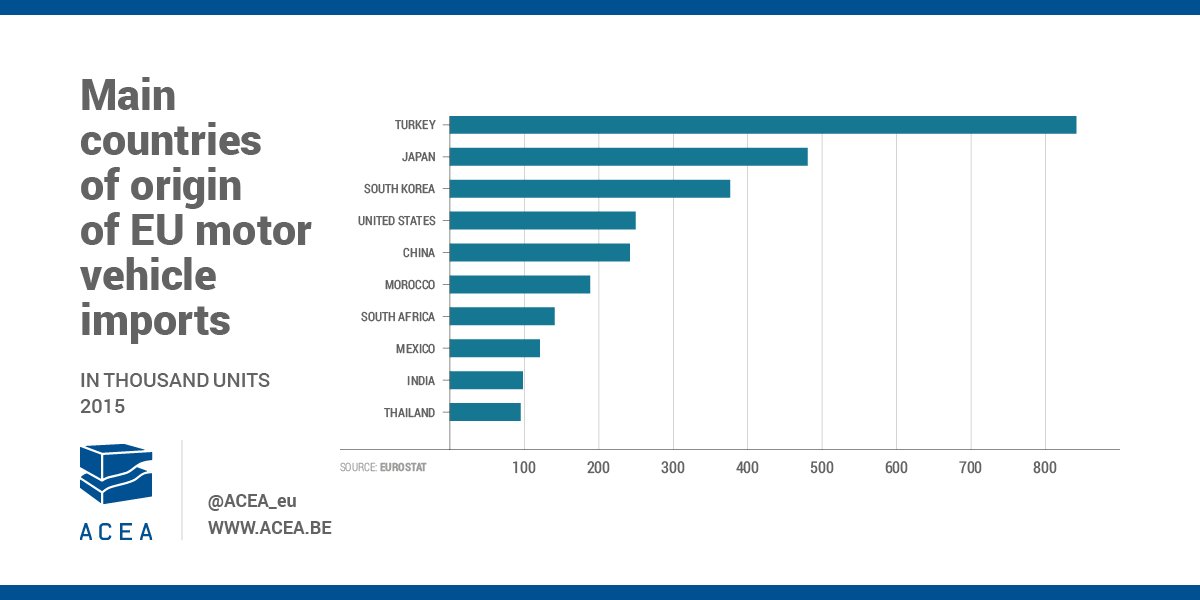 Main
countries
of origin
of EU motor
vehicle
imports
IN THOUSAND UNITS
2015
ACEA
@ACEA_eu
WWW.ACEA.BE
TURKEY
JAPAN
SOUTH KOREA
UNITED STATES
CHINA
MOROCCO
SOUTH AFRICA
MEXICO
INDIA
THAILAND
SOURCE: EUROSTAT
100 200 300 400 500 600 700 800